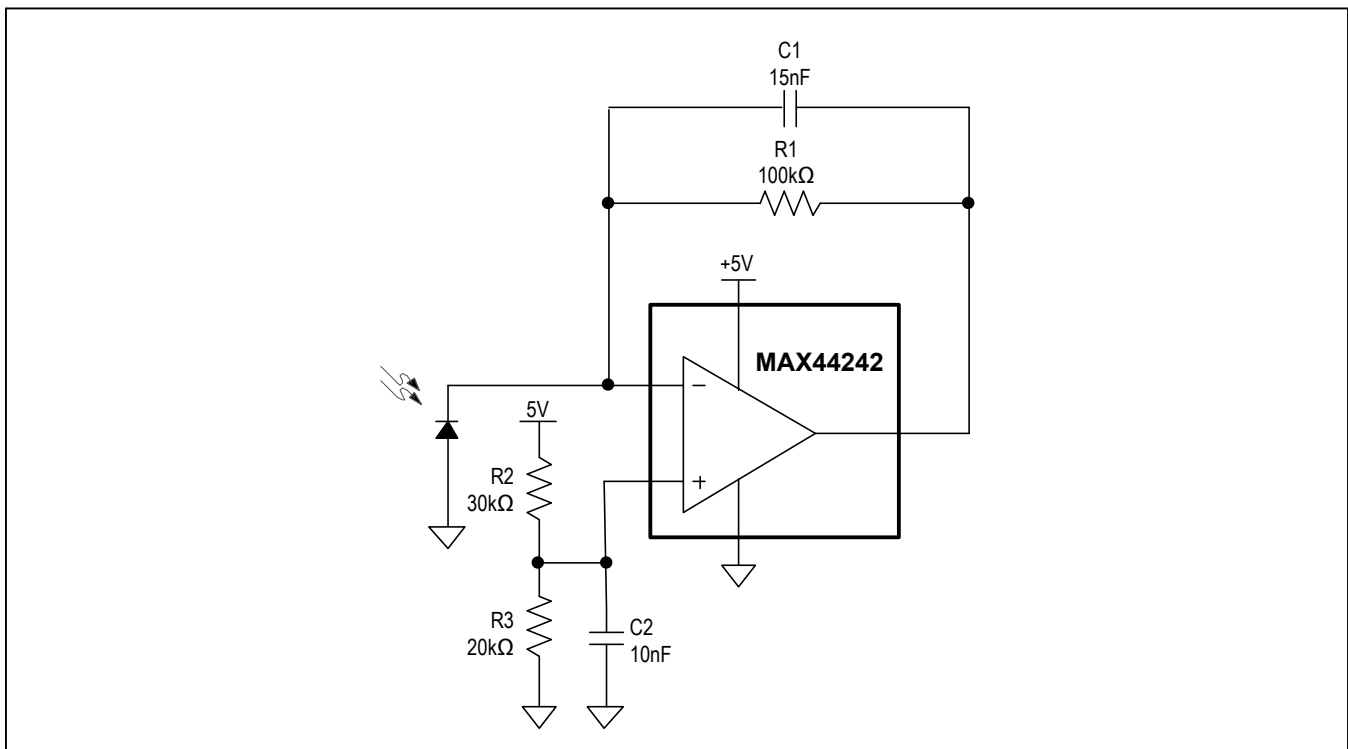 C1
15nF
R1
100kΩ
+5V
MAX44242
−
5V
R2
30kΩ
+
R3
20kΩ
C2
10nF